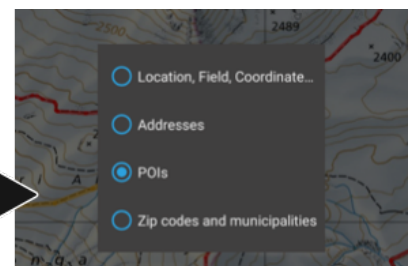 2500
2489
2400
Location, Field, Coordinate...
Addresses
POIs
Zip codes and municipalities
n g a